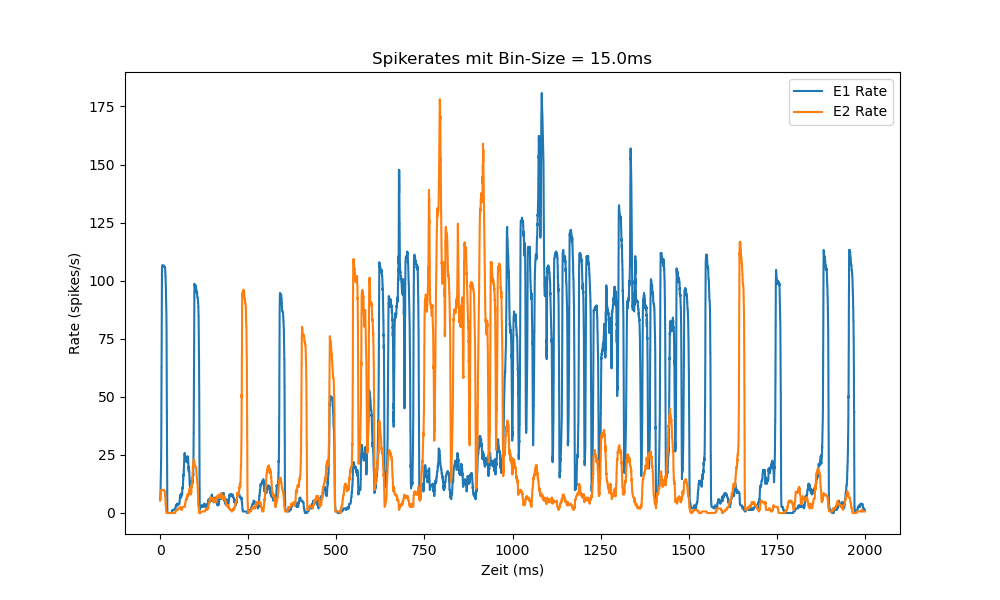 Spikerates mit Bin-Size = 15.0ms
E1 Rate
E2 Rate
175
150
125
100
75
50
25
0
Rate (spikes/s)
0 250 500 750 1000 1250 1500 1750 2000
Zeit (ms)